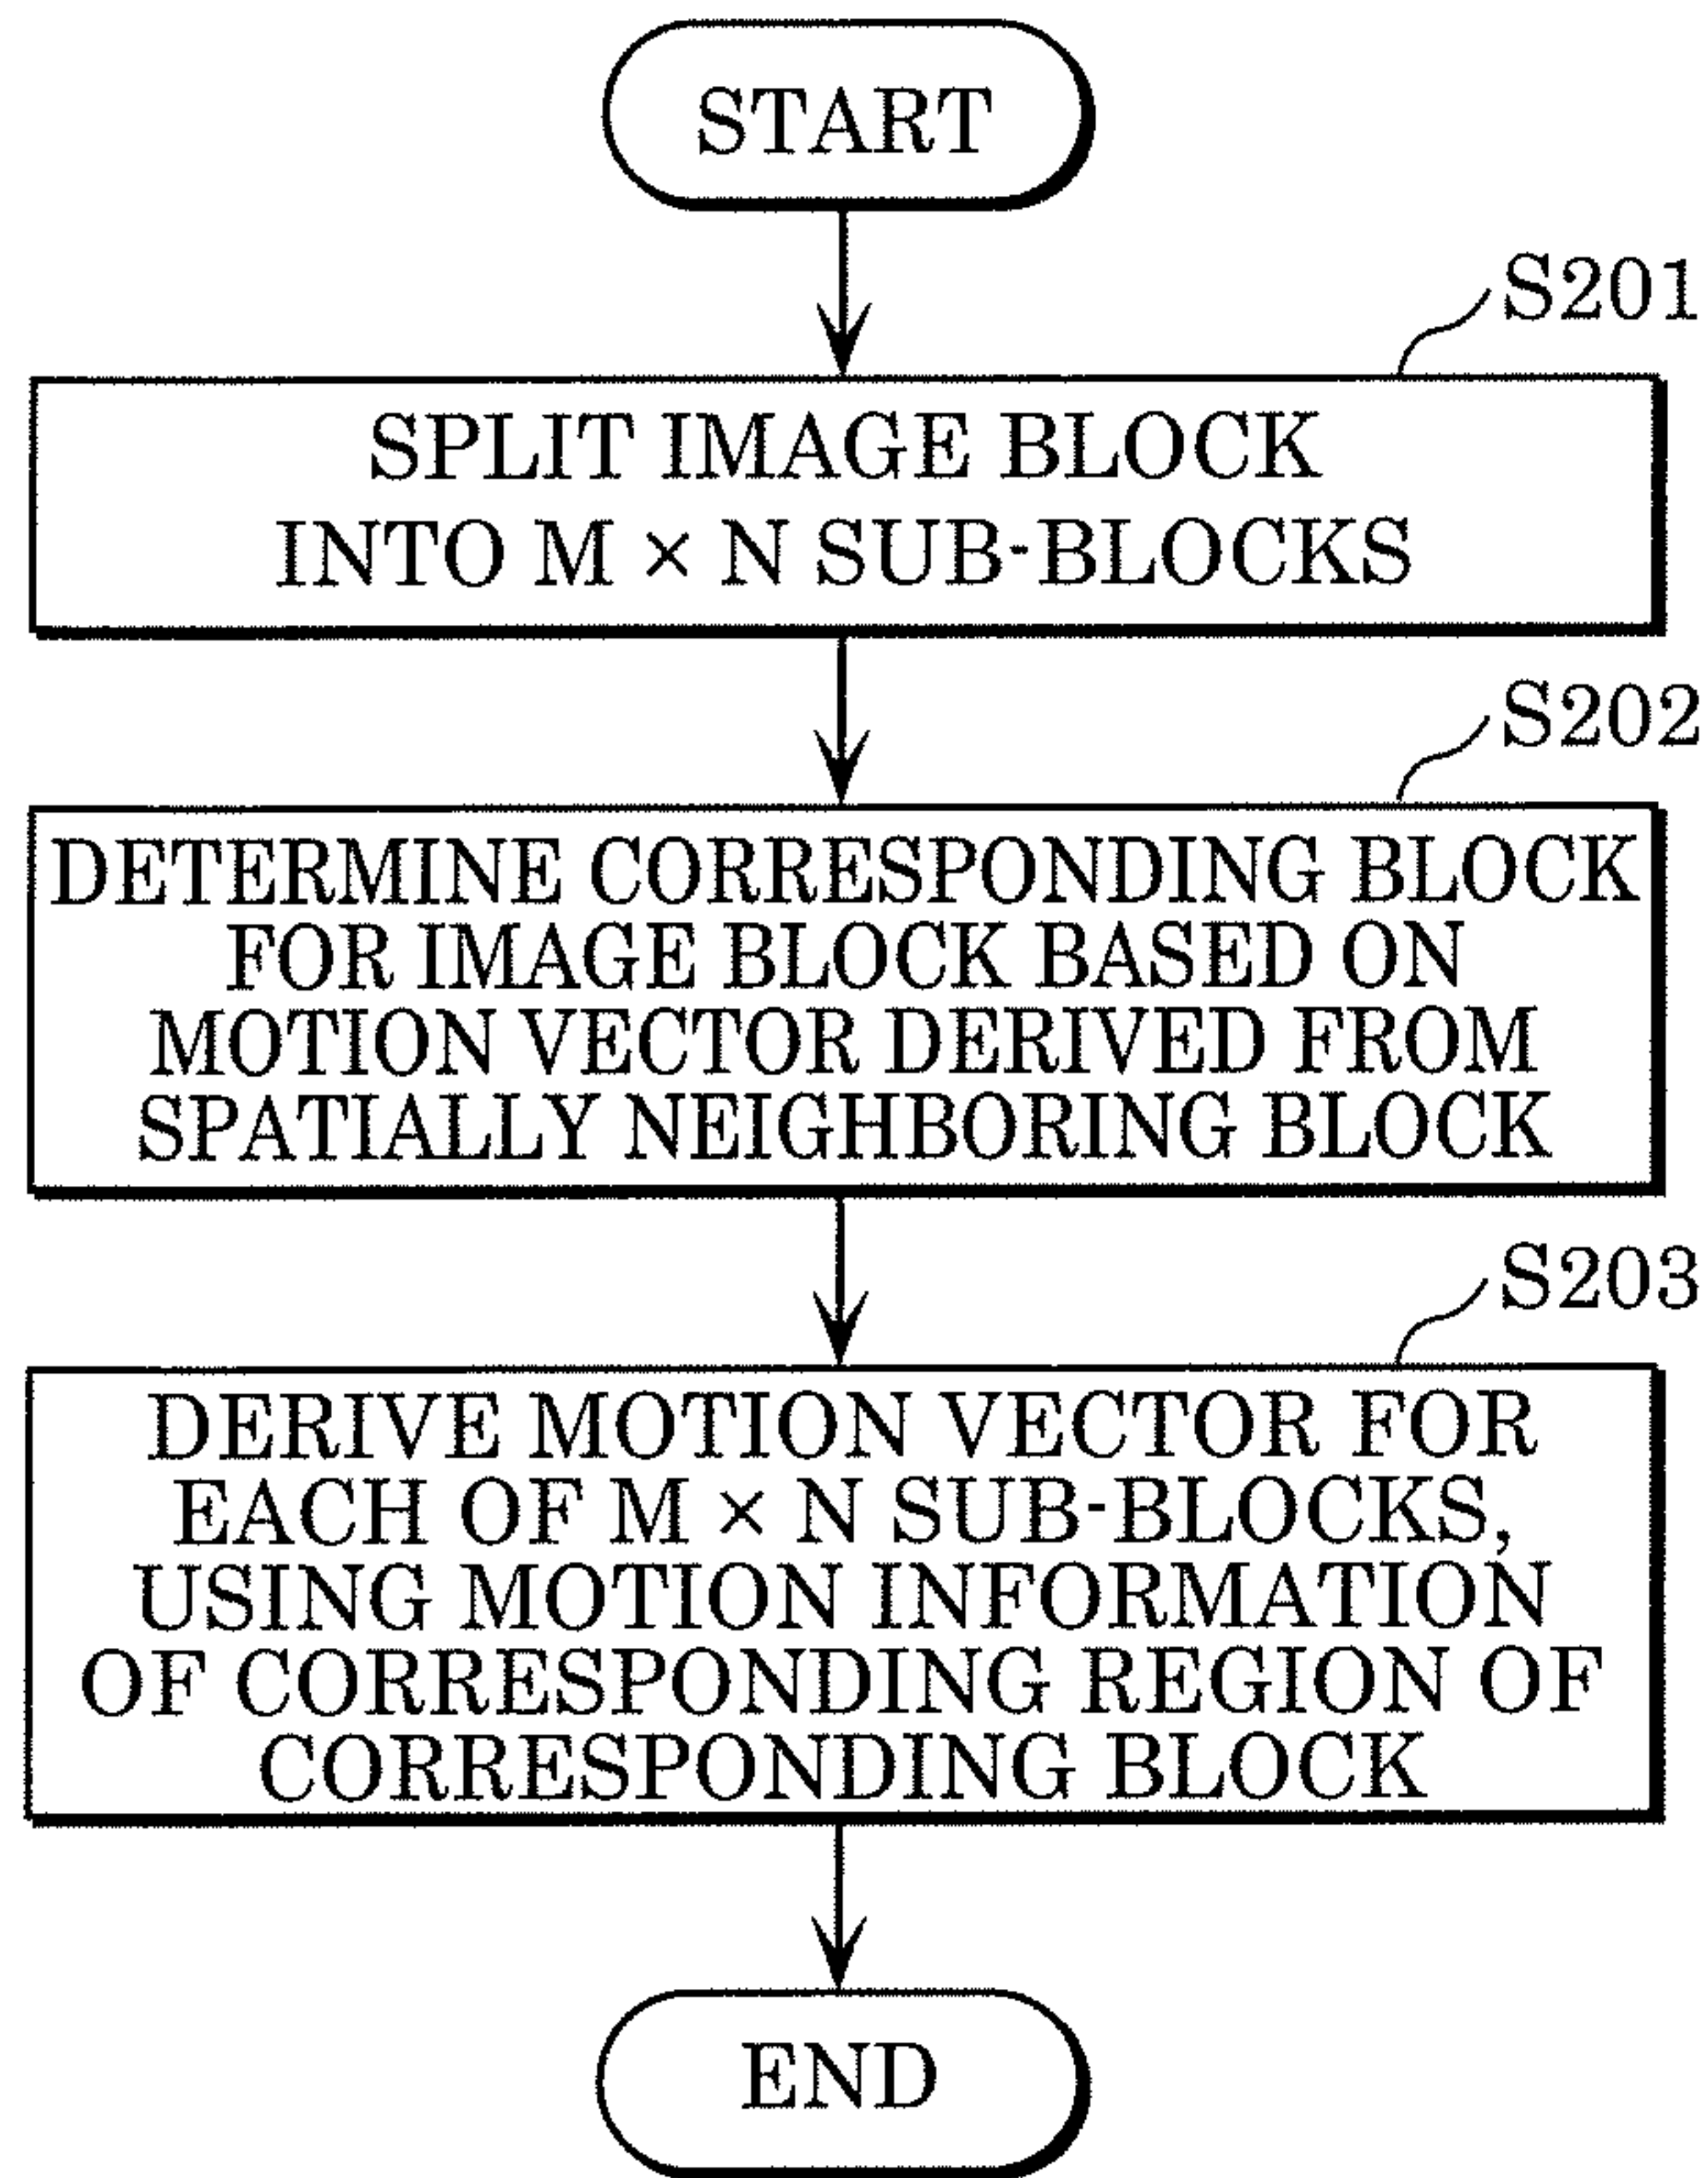 START
S201
SPLIT IMAGE BLOCK
INTO M × N SUB-BLOCKS
S202
DETERMINE CORRESPONDING BLOCK
FOR IMAGE BLOCK BASED ON
MOTION VECTOR DERIVED FROM
SPATIALLY NEIGHBORING BLOCK
S203
DERIVE MOTION VECTOR FOR
EACH OF M × N SUB-BLOCKS,
USING MOTION INFORMATION
OF CORRESPONDING REGION OF
CORRESPONDING BLOCK
END